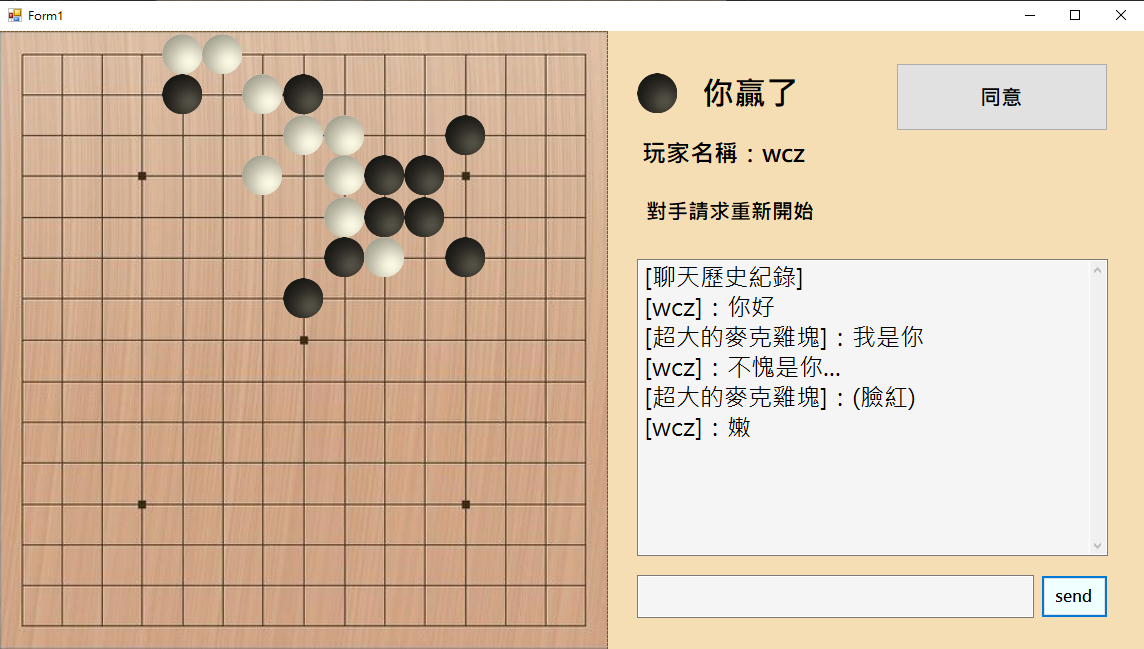 Form1
你贏了
同意
玩家名稱：wcz
對手請求重新開始
[聊天歷史紀錄]
[wcz]：你好
[超大的麥克雞塊]：我是你
[wcz]：不愧是你...
[超大的麥克雞塊]：(臉紅)
[wcz]：嫩
send